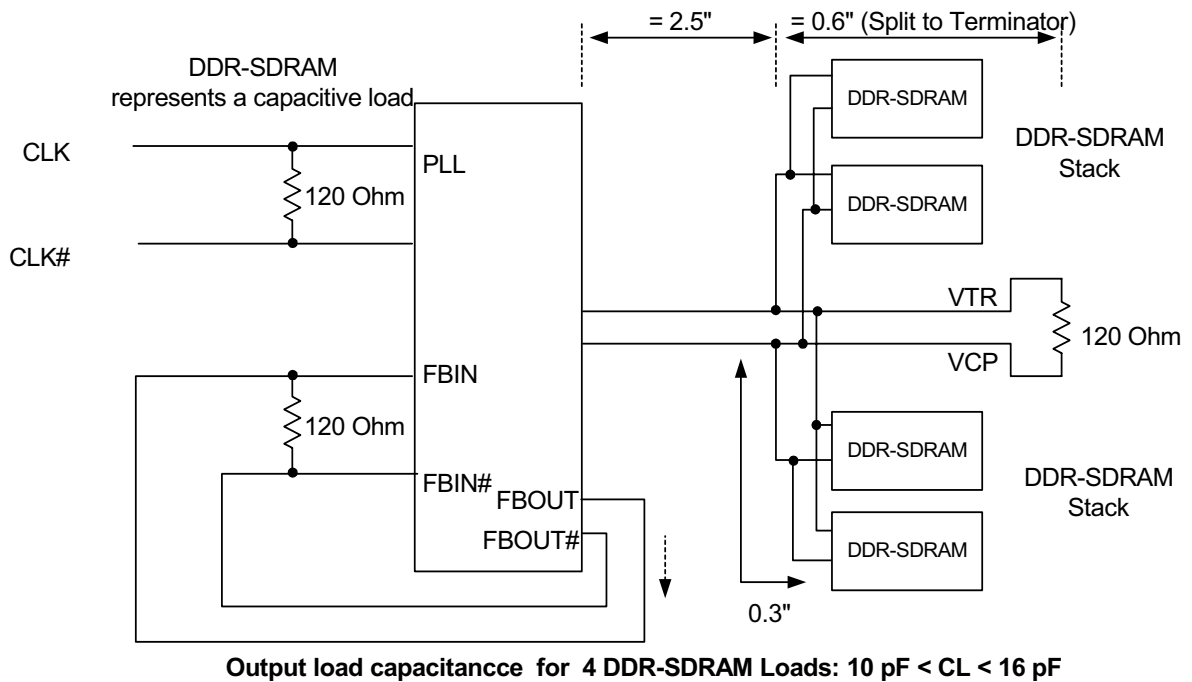 = 2.5"
= 0.6" (Split to Terminator)
DDR-SDRAM
represents a capacitive load
DDR-SDRAM
DDR-SDRAM
Stack
CLK
PLL
120 Ohm
DDR-SDRAM
CLK#
VTR
120 Ohm
VCP
FBIN
120 Ohm
DDR-SDRAM
FBIN#
DDR-SDRAM
Stack
FBOUT
FBOUT#
DDR-SDRAM
0.3"
Output load capacitancce for 4 DDR-SDRAM Loads: 10 pF < CL < 16 pF